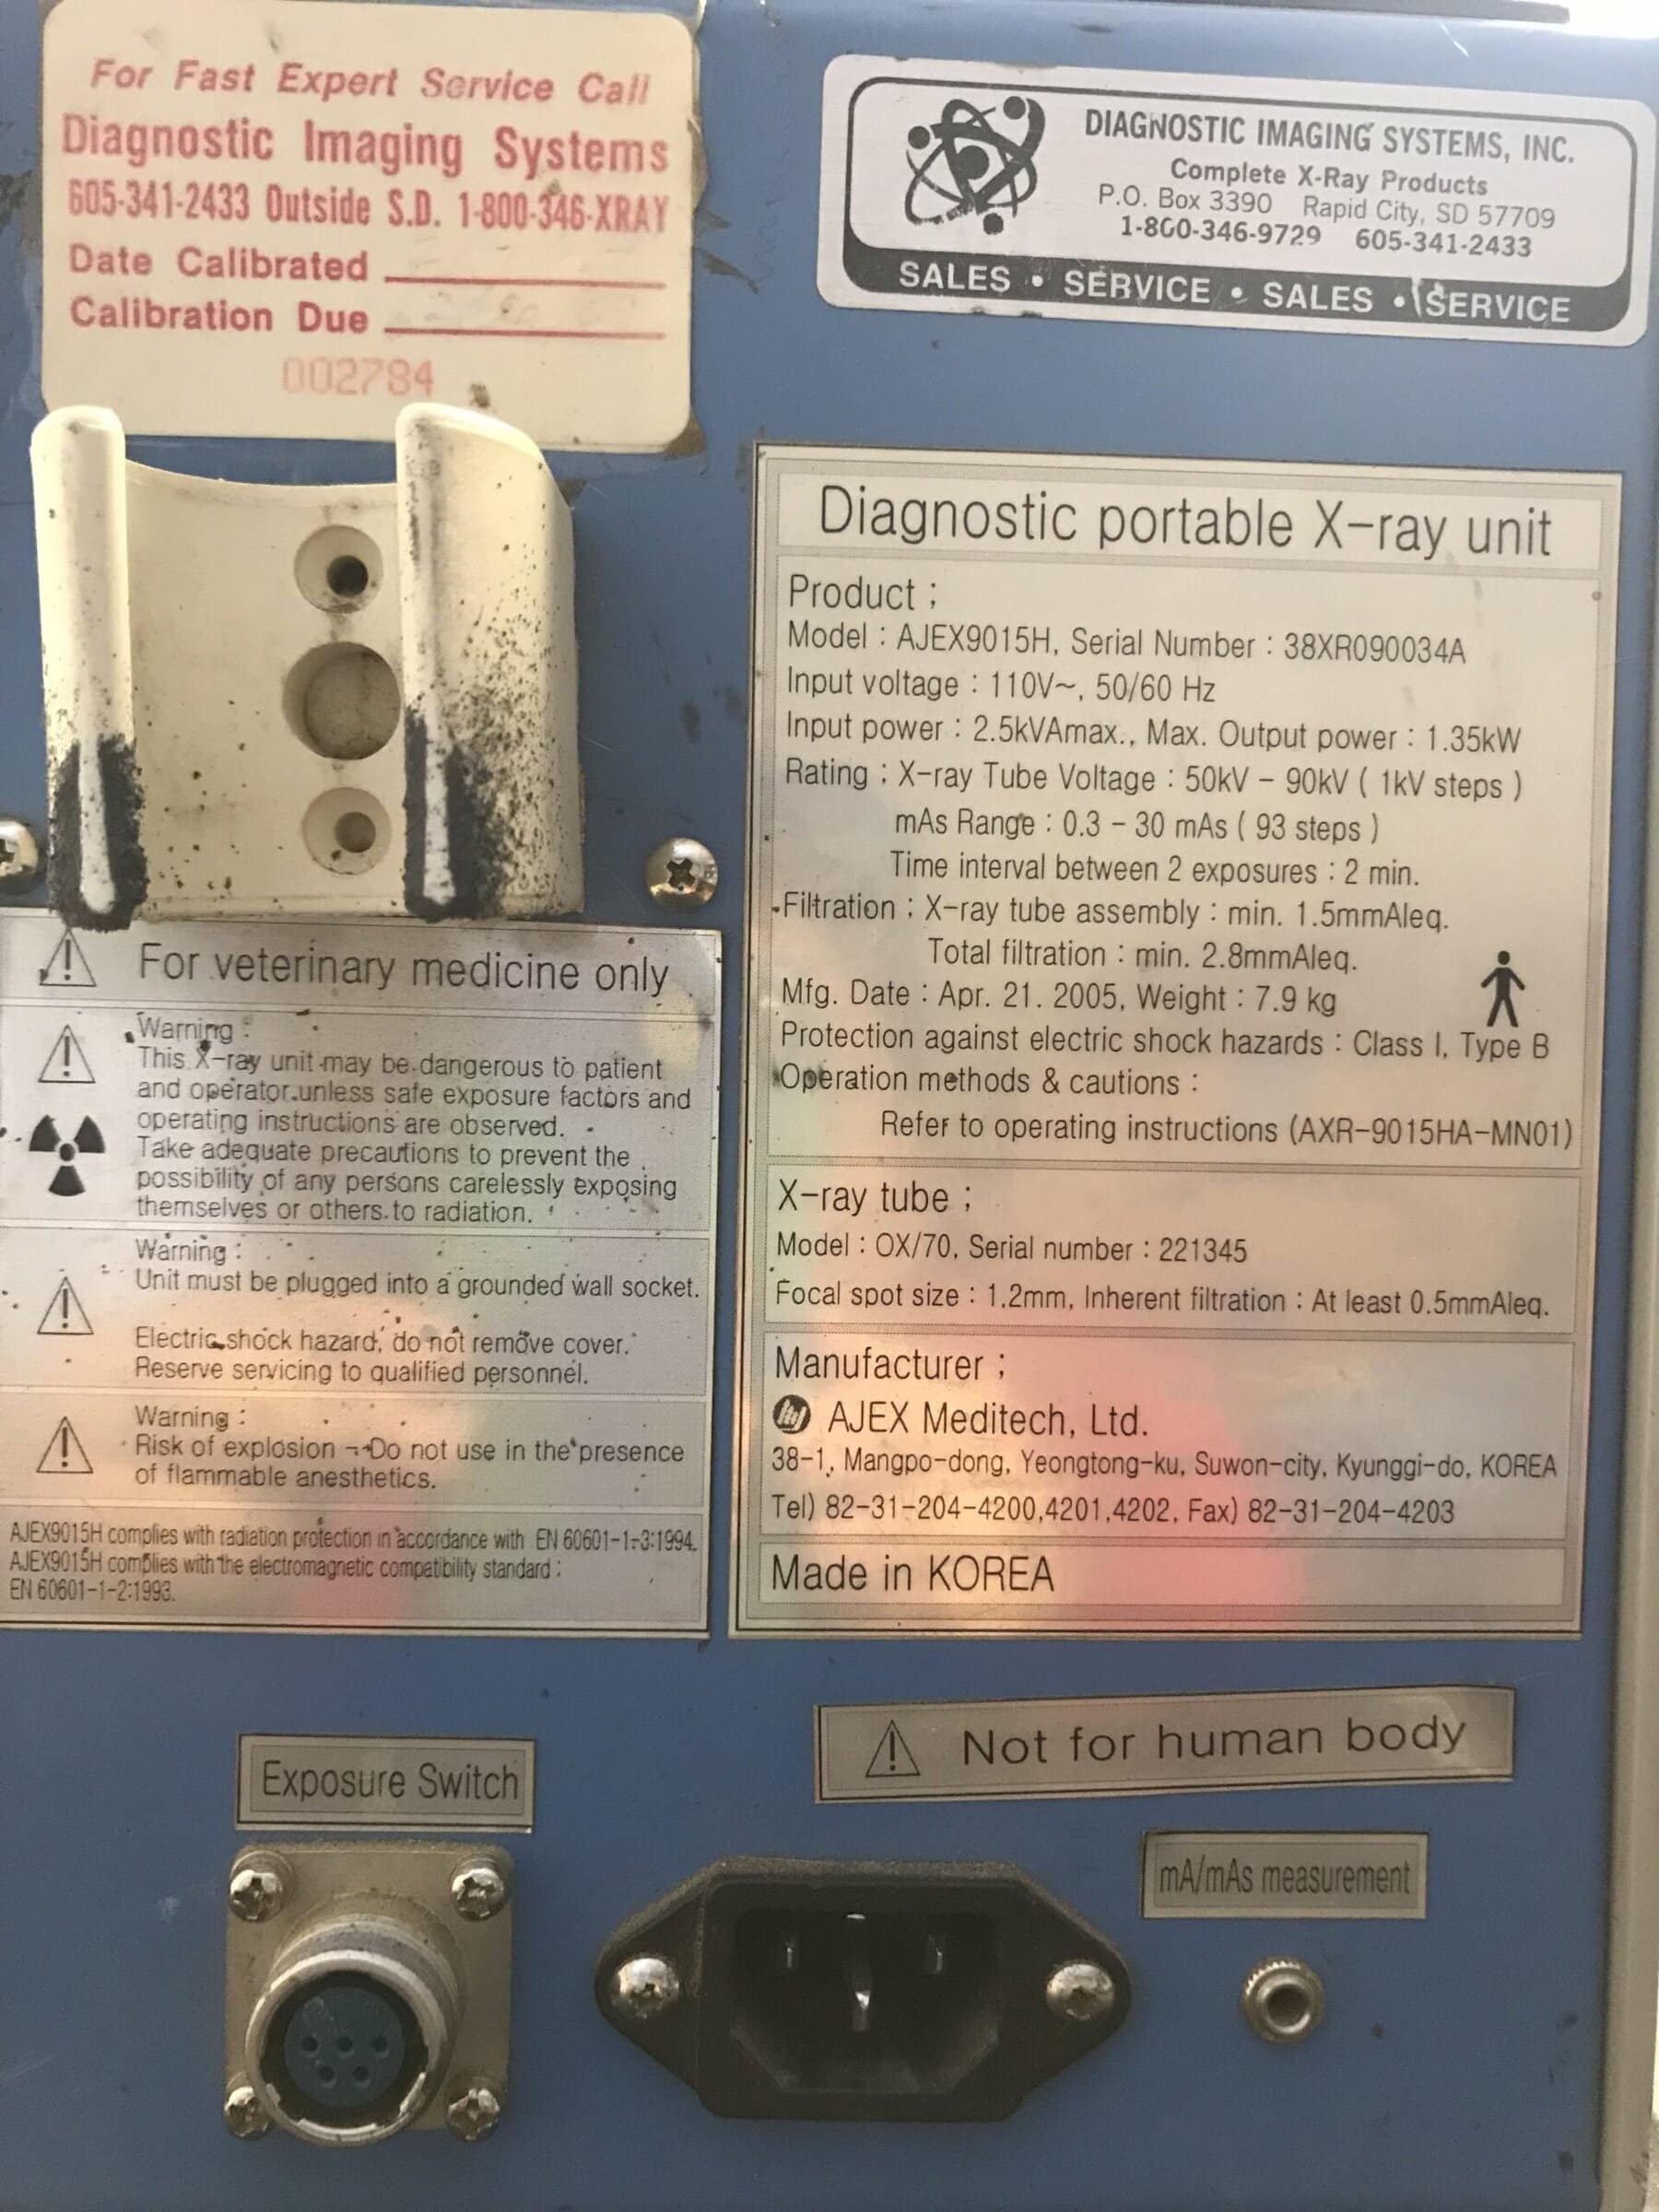 For Fast Expert Service Call
Diagnostic Imaging Systems
605-341-2433 Outside S.D. 1-800-346-XRAY
Date Calibrated
Calibration Due
002784
DIAGNOSTIC IMAGING SYSTEMS, INC.
Complete X-Ray Products
P.O. Box 3390 Rapid City, SD 57709
1-800-346-9729 605-341-2433
SALES • SERVICE • SALES • SERVICE
Diagnostic portable X-ray unit
Product ;
Model : AJEX9015H, Serial Number : 38XR090034A
Input voltage : 110V~, 50/60 Hz
Input power : 2.5kVAmax., Max. Output power : 1.35kW
Rating ; X-ray Tube Voltage : 50kV - 90kV ( 1kV steps )
mAs Range : 0.3 - 30 mAs ( 93 steps )
Time interval between 2 exposures : 2 min.
Filtration ; X-ray tube assembly : min. 1.5mmAleq.
Total filtration : min. 2.8mmAleq.
Mfg. Date : Apr. 21. 2005, Weight : 7.9 kg
Protection against electric shock hazards : Class I, Type B
Operation methods & cautions :
Refer to operating instructions (AXR-9015HA-MN01)
X-ray tube ;
Model : OX/70, Serial number : 221345
Focal spot size : 1.2mm, Inherent filtration : At least 0.5mmAleq.
Manufacturer ;
AJEX Meditech, Ltd.
38-1, Mangpo-dong, Yeongtong-ku, Suwon-city, Kyunggi-do, KOREA
Tel) 82-31-204-4200,4201,4202, Fax) 82-31-204-4203
Made in KOREA
For veterinary medicine only
Warning :
This X-ray unit may be dangerous to patient
and operator unless safe exposure factors and
operating instructions are observed.
Take adequate precautions to prevent the
possibility of any persons carelessly exposing
themselves or others to radiation.
Warning :
Unit must be plugged into a grounded wall socket.
Electric shock hazard, do not remove cover.
Reserve servicing to qualified personnel.
Warning :
Risk of explosion - Do not use in the presence
of flammable anesthetics.
AJEX9015H complies with radiation protection in accordance with EN 60601-1-3:1994.
AJEX9015H complies with the electromagnetic compatibility standard :
EN 60601-1-2:1993.
Not for human body
Exposure Switch
mA/mAs measurement